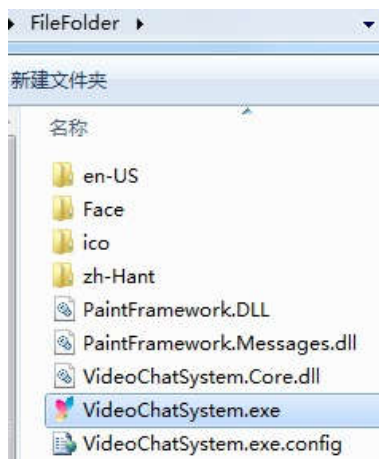 FileFolder
新建文件夹
名称
en-US
Face
ico
zh-Hant
PaintFramework.DLL
PaintFramework.Messages.dll
VideoChatSystem.Core.dll
VideoChatSystem.exe
VideoChatSystem.exe.config